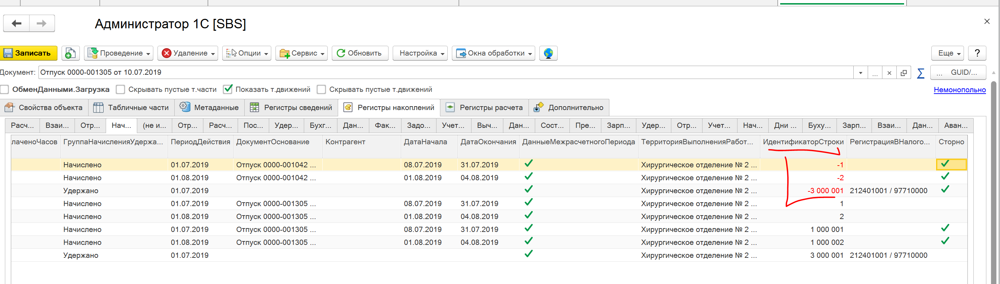 Администратор 1С [SBS]
Записать Проведение Удаление Опции Сервис Обновить Настройка Окна обработки Еще ?
Документ: Отпуск 0000-001305 от 10.07.2019 ... Σ ... GUID/...
ОбменДанными.Загрузка Скрывать пустые т.части Показать т.движений Скрывать пустые т.движений Немонопольно
Свойства объекта Табличные части Метаданные Регистры сведений Регистры накоплений Регистры расчета Дополнительно
Расч... Взаи... Отр... Нач... (не и... Отр... Расч... Пос... Удер... Бухг... Дан... Фак... Задо... Учет... Выч... Дан... Сост... Пре... Зарп... Удер... Отр... Учет... Нач... Дни ... Буху... Зарп... Взаи... Дан... Аван...
лаченоЧасов ГруппаНачисленияУдержа... ПериодДействия ДокументОснование Контрагент ДатаНачала ДатаОкончания ДанныеМежрасчетногоПериода ТерриторияВыполненияРабот... ИдентификаторСтроки РегистрацияВНалого... Сторно
Начислено 01.07.2019 Отпуск 0000-001042 ... 08.07.2019 31.07.2019 Хирургическое отделение № 2 ... -1
Начислено 01.08.2019 Отпуск 0000-001042 ... 01.08.2019 04.08.2019 Хирургическое отделение № 2 ... -2
Удержано 01.07.2019 Хирургическое отделение № 2 ... -3 000 001 212401001 / 97710000
Начислено 01.07.2019 Отпуск 0000-001305 ... 08.07.2019 31.07.2019 Хирургическое отделение № 2 ... 1
Начислено 01.08.2019 Отпуск 0000-001305 ... 01.08.2019 04.08.2019 Хирургическое отделение № 2 ... 2
Начислено 01.07.2019 Отпуск 0000-001305 ... 08.07.2019 31.07.2019 Хирургическое отделение № 2 ... 1 000 001
Начислено 01.08.2019 Отпуск 0000-001305 ... 01.08.2019 04.08.2019 Хирургическое отделение № 2 ... 1 000 002
Удержано 01.07.2019 Хирургическое отделение № 2 ... 3 000 001 212401001 / 97710000